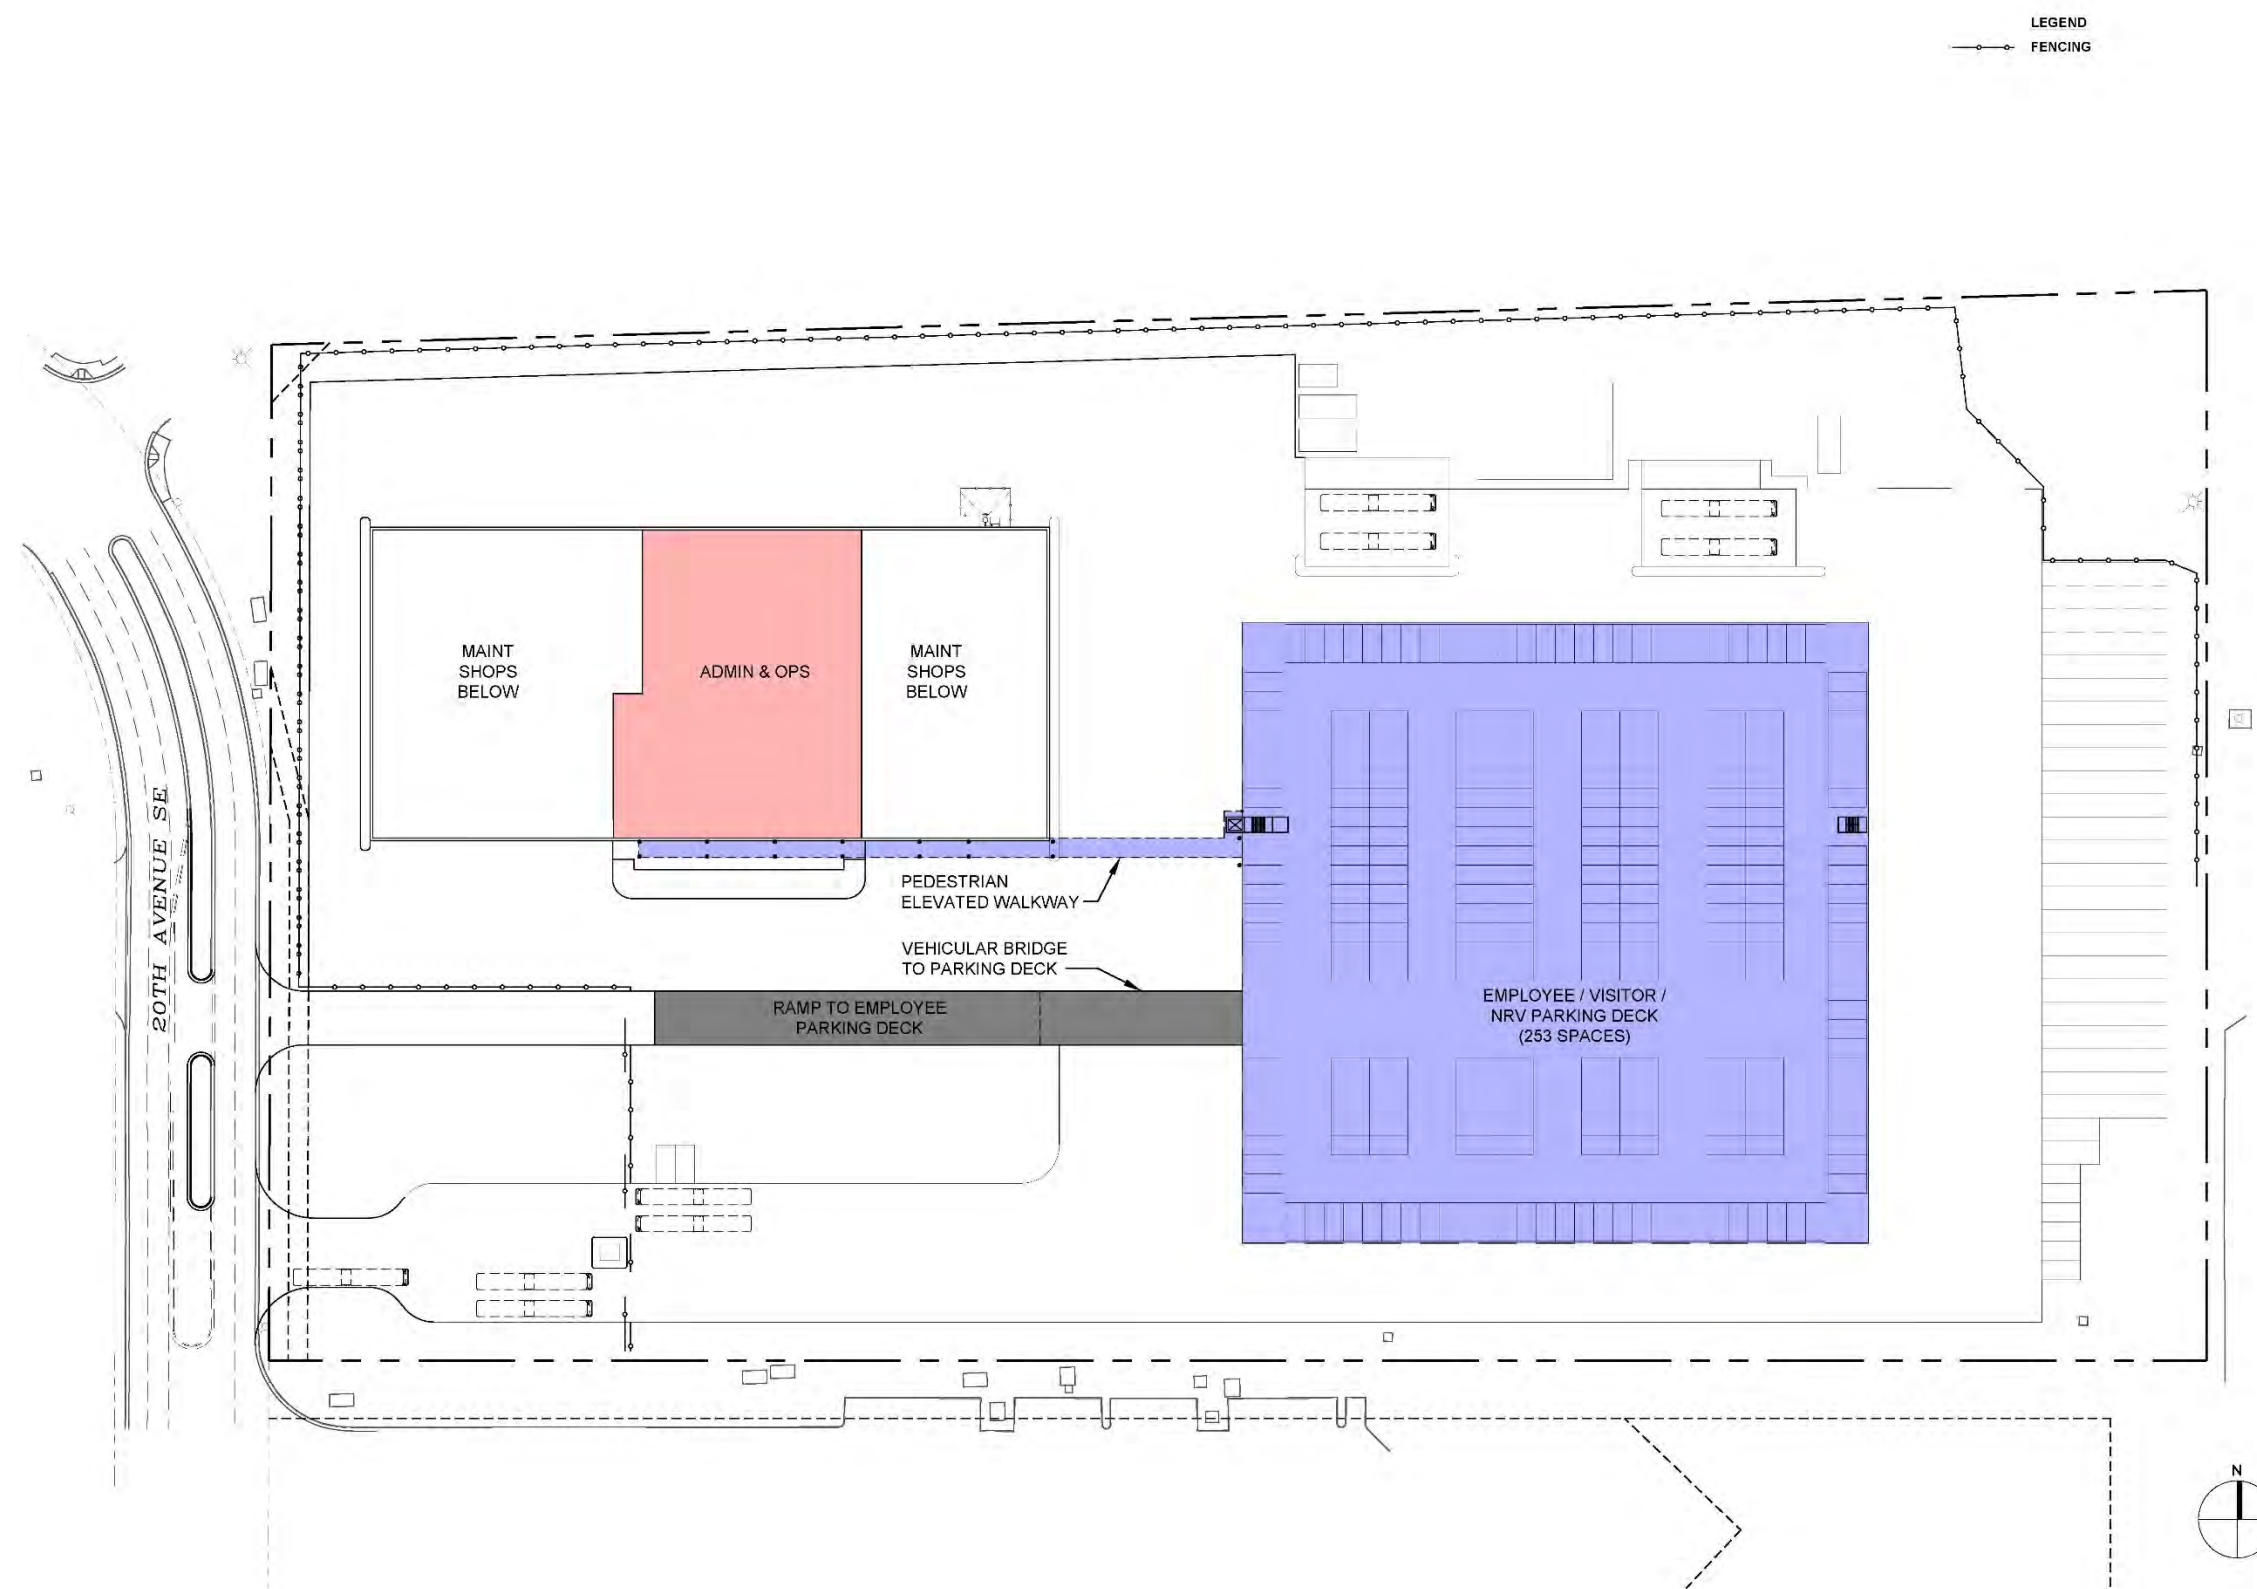 LEGEND
FENCING
MAINT
SHOPS
BELOW
ADMIN & OPS
MAINT
SHOPS
BELOW
20TH AVENUE SE
PEDESTRIAN
ELEVATED WALKWAY
VEHICULAR BRIDGE
TO PARKING DECK
RAMP TO EMPLOYEE
PARKING DECK
EMPLOYEE / VISITOR /
NRV PARKING DECK
(253 SPACES)
N